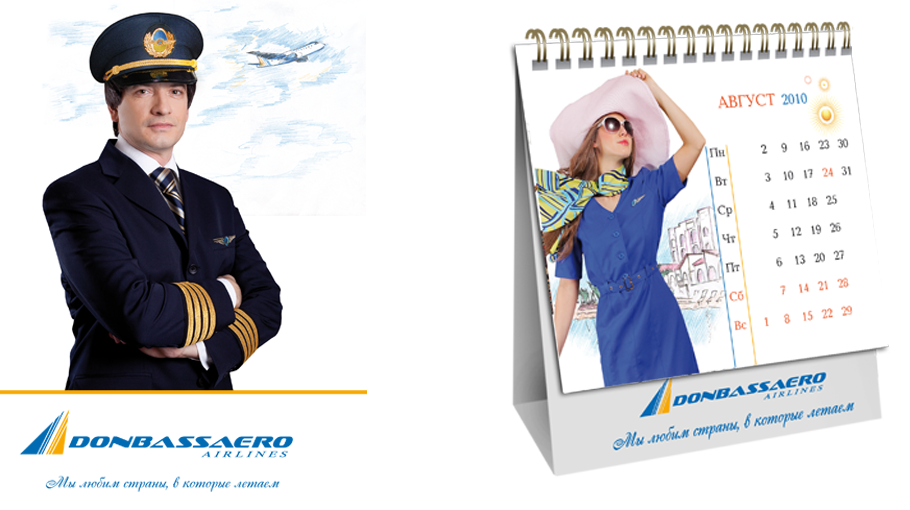 DONBASSAERO
AIRLINES
Мы любим страны, в которые летаем
АВГУСТ 2010
Пн 2 9 16 23 30
Вт 3 10 17 24 31
Ср 4 11 18 25
Чт 5 12 19 26
Пт 6 13 20 27
Сб 7 14 21 28
Вс 1 8 15 22 29
DONBASSAERO
AIRLINES
Мы любим страны, в которые летаем